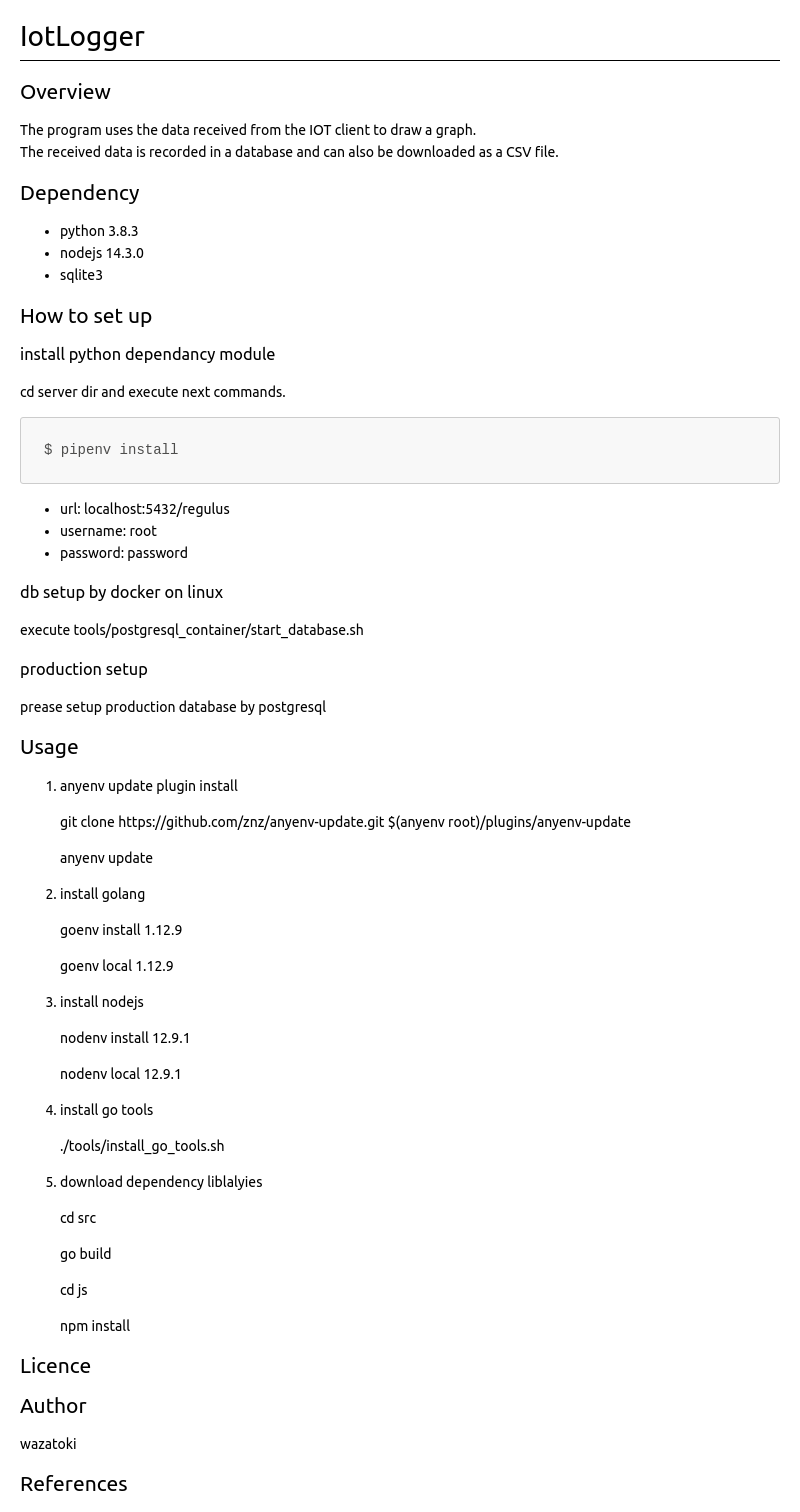 IotLogger
Overview
The program uses the data received from the IOT client to draw a graph.
The received data is recorded in a database and can also be downloaded as a CSV file.
Dependency
• python 3.8.3
• nodejs 14.3.0
• sqlite3
How to set up
install python dependancy module
cd server dir and execute next commands.
$ pipenv install
• url: localhost:5432/regulus
• username: root
• password: password
db setup by docker on linux
execute tools/postgresql_container/start_database.sh
production setup
prease setup production database by postgresql
Usage
1. anyenv update plugin install
git clone https://github.com/znz/anyenv-update.git $(anyenv root)/plugins/anyenv-update
anyenv update
2. install golang
goenv install 1.12.9
goenv local 1.12.9
3. install nodejs
nodenv install 12.9.1
nodenv local 12.9.1
4. install go tools
./tools/install_go_tools.sh
5. download dependency liblalyies
cd src
go build
cd js
npm install
Licence
Author
wazatoki
References